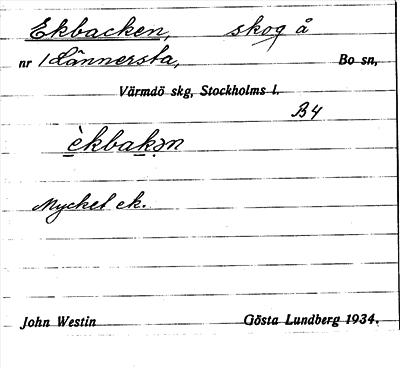 Ekbacken, skog å
nr 1 Lännersta, Bo sn,
Värmdö skg, Stockholms l.
B4
èkbakən
Mycket ek.
John Westin Gösta Lundberg 1934.